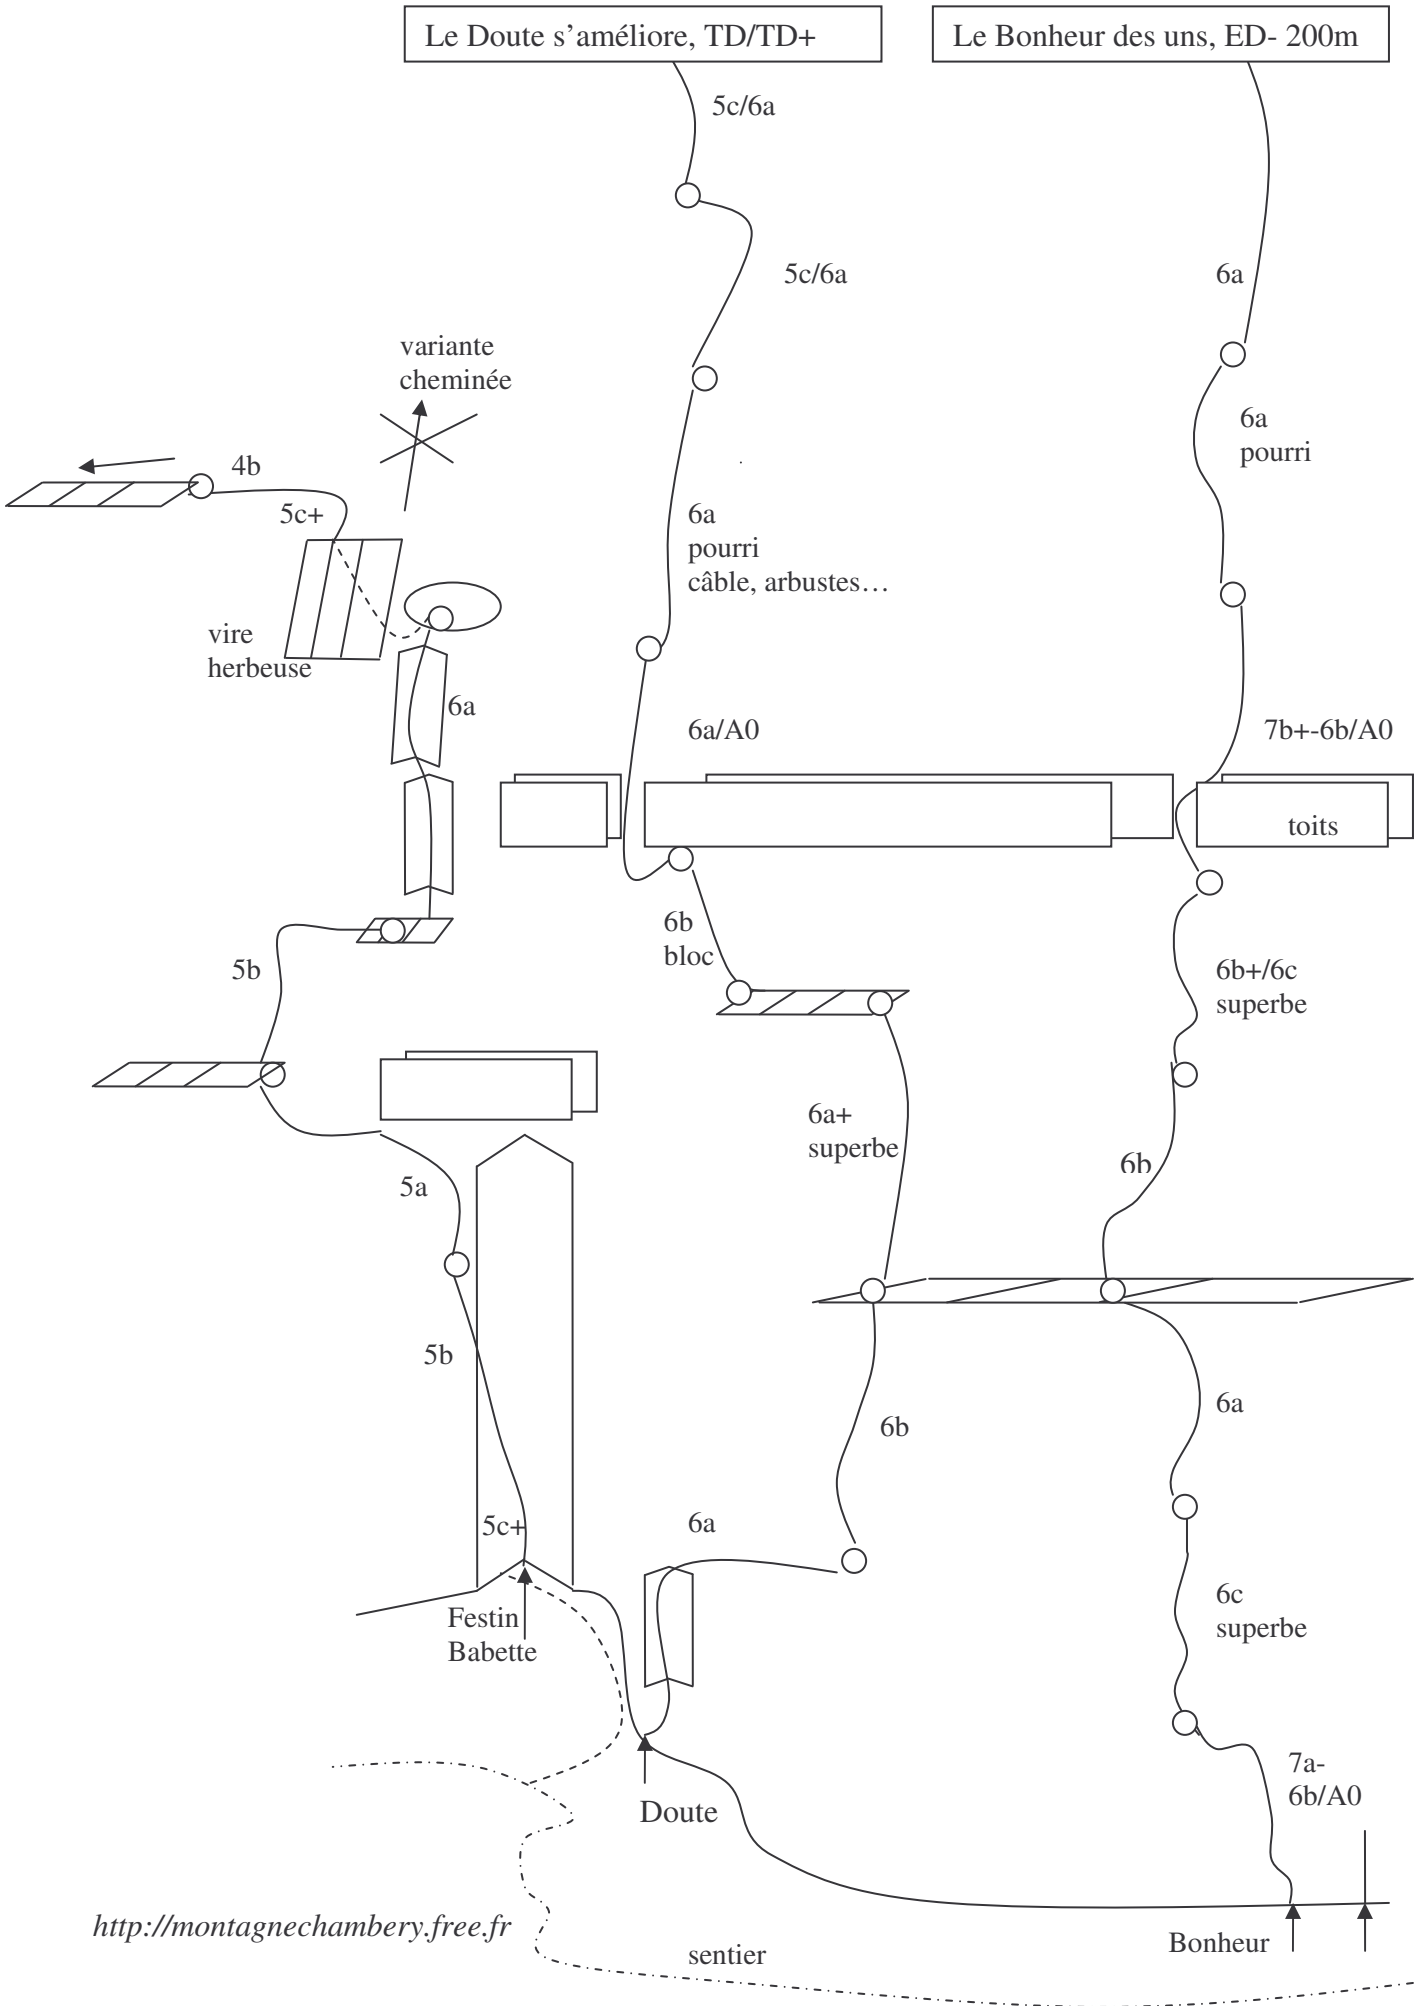 Le Doute s’améliore, TD/TD+
Le Bonheur des uns, ED- 200m
5c/6a
5c/6a
6a
variante
cheminée
6a
pourri
4b
5c+
6a
pourri
câble, arbustes…
vire
herbeuse
6a
6a/A0
7b+-6b/A0
toits
6b
bloc
5b
6b+/6c
superbe
6a+
superbe
6b
5a
5b
6a
6b
5c+
6a
6c
superbe
Festin
Babette
7a-
6b/A0
Doute
http://montagnechambery.free.fr
Bonheur
sentier